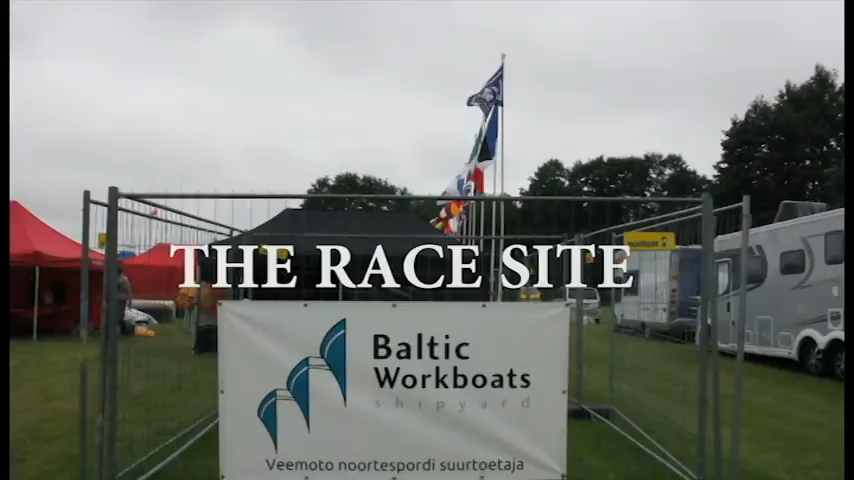 THE RACE SITE
Baltic
Workboats
shipyard
Veemoto noortespordi suurtoetaja